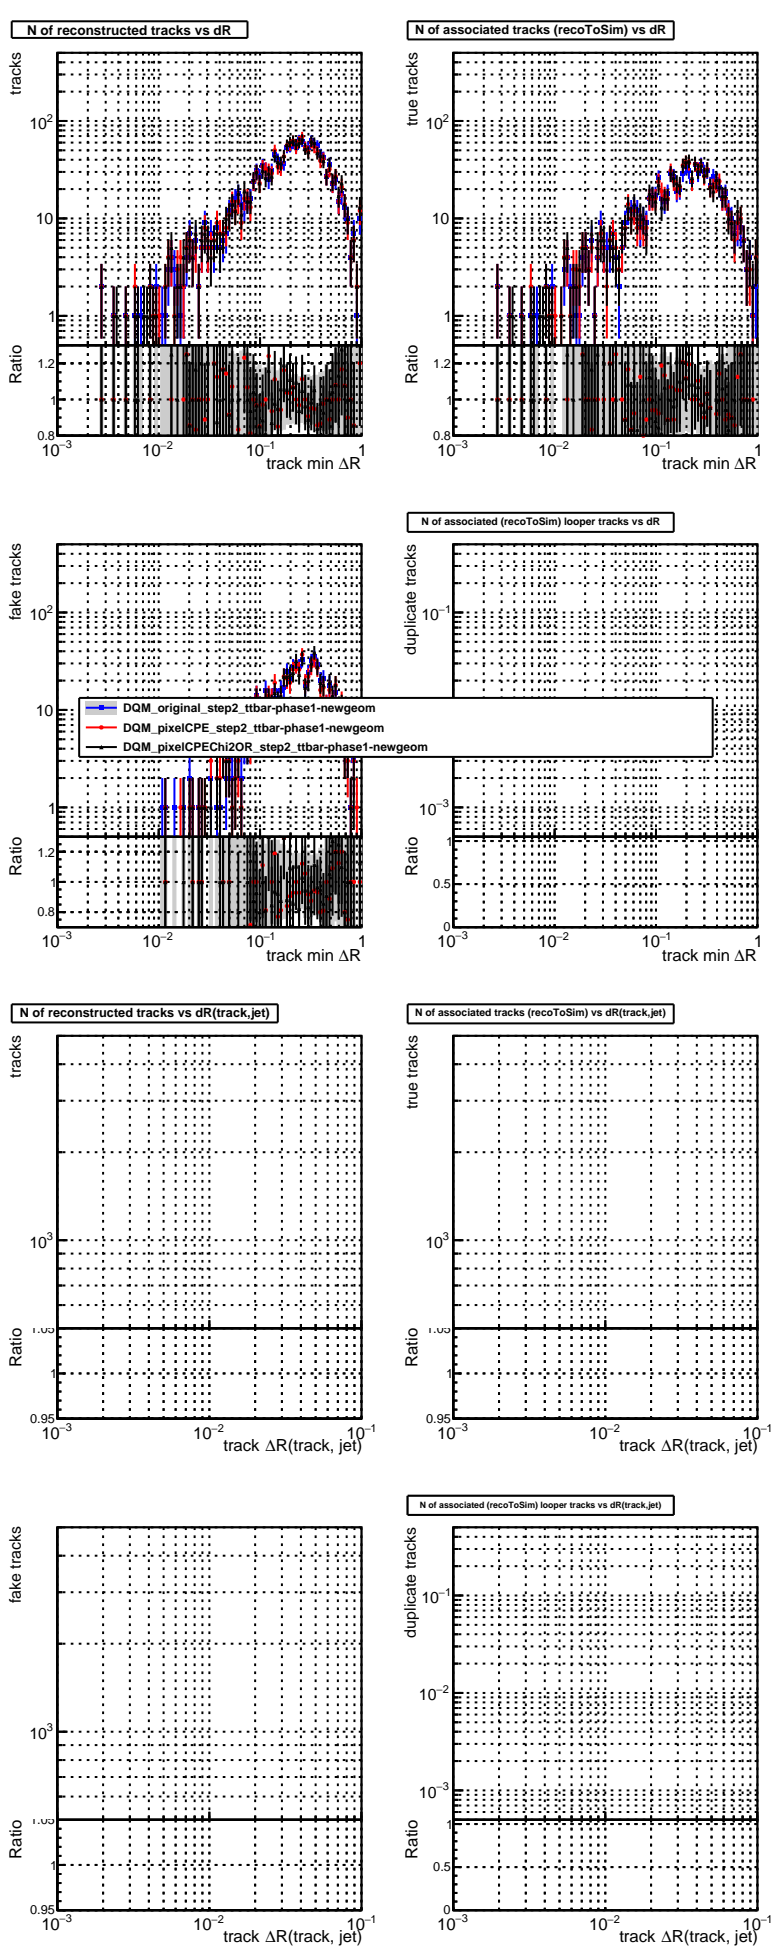 N of reconstructed tracks vs dR
N of associated tracks (recoToSim) vs dR
tracks
10²
10
1
Ratio
1.2
1
0.8
10⁻³
10⁻²
10⁻¹
1
track min ΔR
true tracks
10²
10
1
Ratio
1.2
1
0.8
10⁻³
10⁻²
10⁻¹
1
track min ΔR
N of associated (recoToSim) looper tracks vs dR
fake tracks
10²
10
1
Ratio
1.2
1
0.8
10⁻³
10⁻²
10⁻¹
1
track min ΔR
duplicate tracks
10⁻¹
10⁻³
Ratio
1
0.5
0
10⁻³
10⁻²
10⁻¹
1
track min ΔR
DQM_original_step2_ttbar-phase1-newgeom
DQM_pixelCPE_step2_ttbar-phase1-newgeom
DQM_pixelCPEChi2OR_step2_ttbar-phase1-newgeom
N of reconstructed tracks vs dR(track,jet)
N of associated tracks (recoToSim) vs dR(track,jet)
tracks
10³
Ratio
1.05
1
0.95
10⁻³
10⁻²
10⁻¹
track ΔR(track, jet)
true tracks
10³
Ratio
1.05
1
0.95
10⁻³
10⁻²
10⁻¹
track ΔR(track, jet)
N of associated (recoToSim) looper tracks vs dR(track,jet)
fake tracks
10³
Ratio
1.05
1
0.95
10⁻³
10⁻²
10⁻¹
track ΔR(track, jet)
duplicate tracks
10⁻¹
10⁻²
10⁻³
Ratio
1
0.5
0
10⁻³
10⁻²
10⁻¹
track ΔR(track, jet)